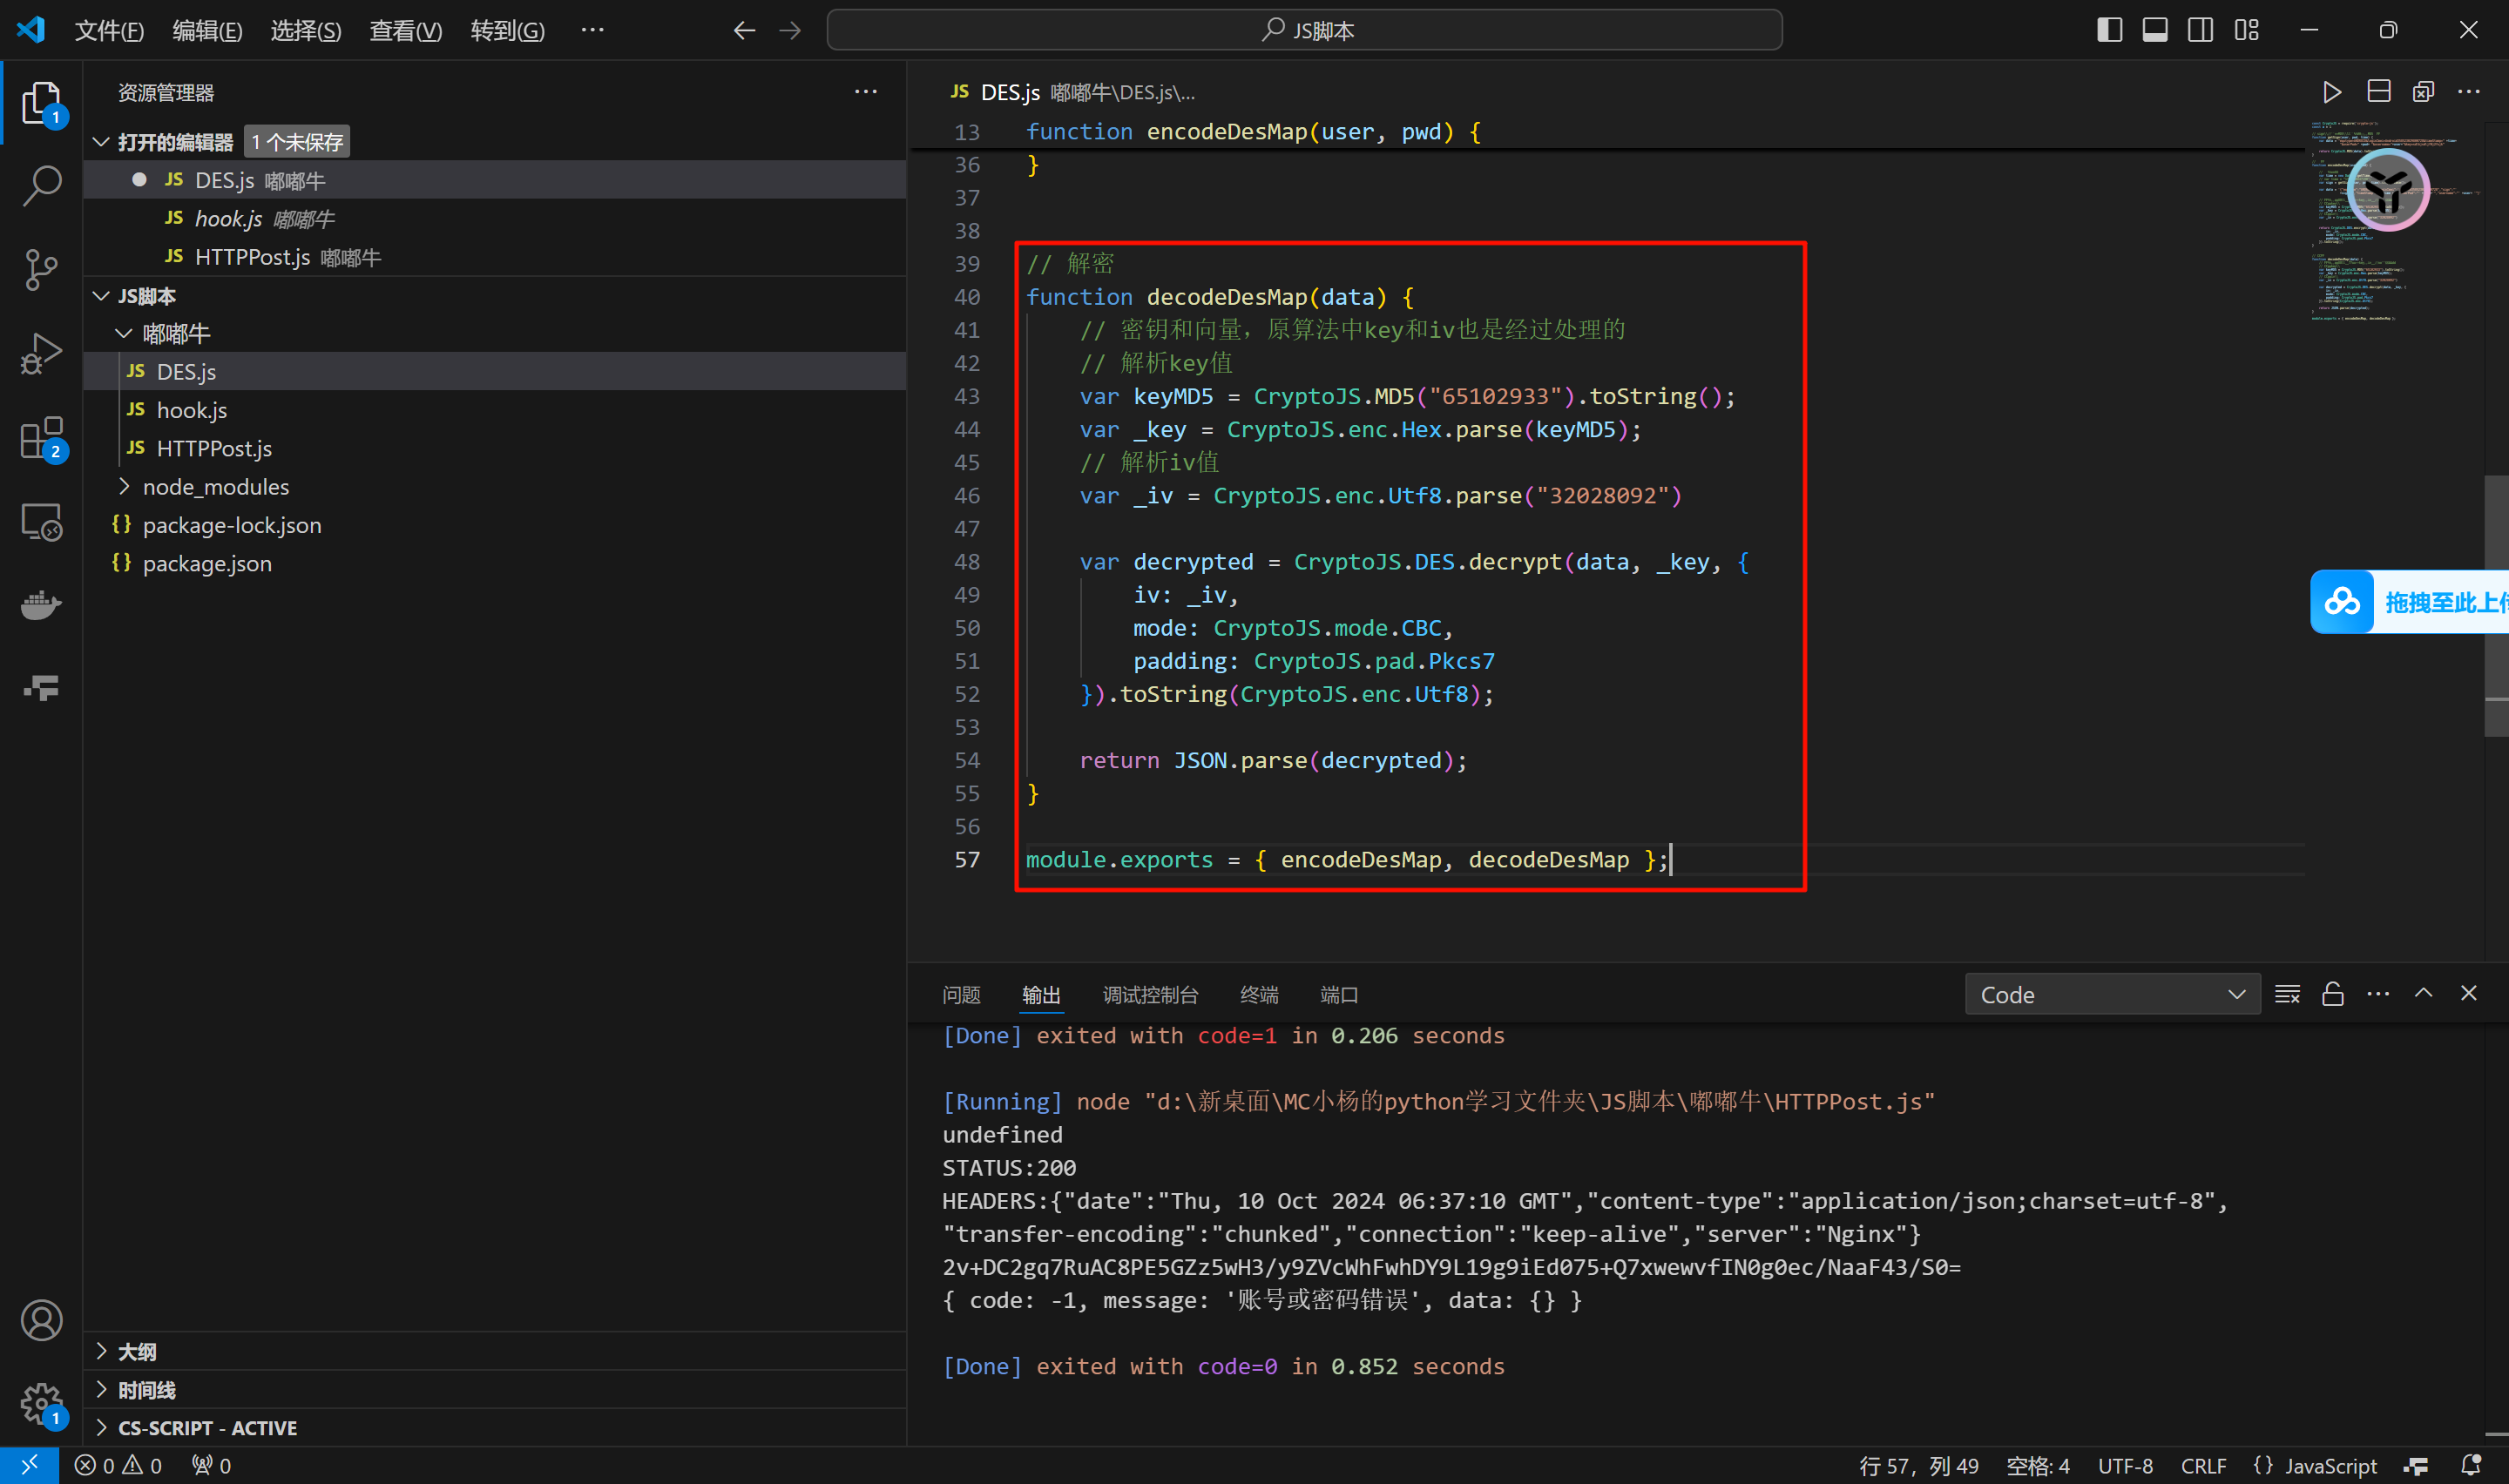 文件(F) 编辑(E) 选择(S) 查看(V) 转到(G) ··· JS脚本
资源管理器 ···
1
打开的编辑器 1 个未保存
JS DES.js 嘟嘟牛
JS hook.js 嘟嘟牛
JS HTTPPost.js 嘟嘟牛
JS脚本
嘟嘟牛
JS DES.js
JS hook.js
JS HTTPPost.js
2
node_modules
{} package-lock.json
{} package.json
大纲
时间线
1
CS-SCRIPT - ACTIVE
JS DES.js 嘟嘟牛\DES.js\...
13 function encodeDesMap(user, pwd) {
36 }
37
38
39 // 解密
40 function decodeDesMap(data) {
41 // 密钥和向量，原算法中key和iv也是经过处理的
42 // 解析key值
43 var keyMD5 = CryptoJS.MD5("65102933").toString();
44 var _key = CryptoJS.enc.Hex.parse(keyMD5);
45 // 解析iv值
46 var _iv = CryptoJS.enc.Utf8.parse("32028092")
47
48 var decrypted = CryptoJS.DES.decrypt(data, _key, {
49 iv: _iv,
50 mode: CryptoJS.mode.CBC,
51 padding: CryptoJS.pad.Pkcs7
52 }).toString(CryptoJS.enc.Utf8);
53
54 return JSON.parse(decrypted);
55 }
56
57 module.exports = { encodeDesMap, decodeDesMap };
拖拽至此上
问题 输出 调试控制台 终端 端口 Code
[Done] exited with code=1 in 0.206 seconds
[Running] node "d:\新桌面\MC小杨的python学习文件夹\JS脚本\嘟嘟牛\HTTPPost.js"
undefined
STATUS:200
HEADERS:{"date":"Thu, 10 Oct 2024 06:37:10 GMT","content-type":"application/json;charset=utf-8",
"transfer-encoding":"chunked","connection":"keep-alive","server":"Nginx"}
2v+DC2gq7RuAC8PE5GZz5wH3/y9ZVcWhFwhDY9L19g9iEd075+Q7xwewvfIN0g0ec/NaaF43/S0=
{ code: -1, message: '账号或密码错误', data: {} }
[Done] exited with code=0 in 0.852 seconds
0 0 0 行 57，列 49 空格: 4 UTF-8 CRLF {} JavaScript